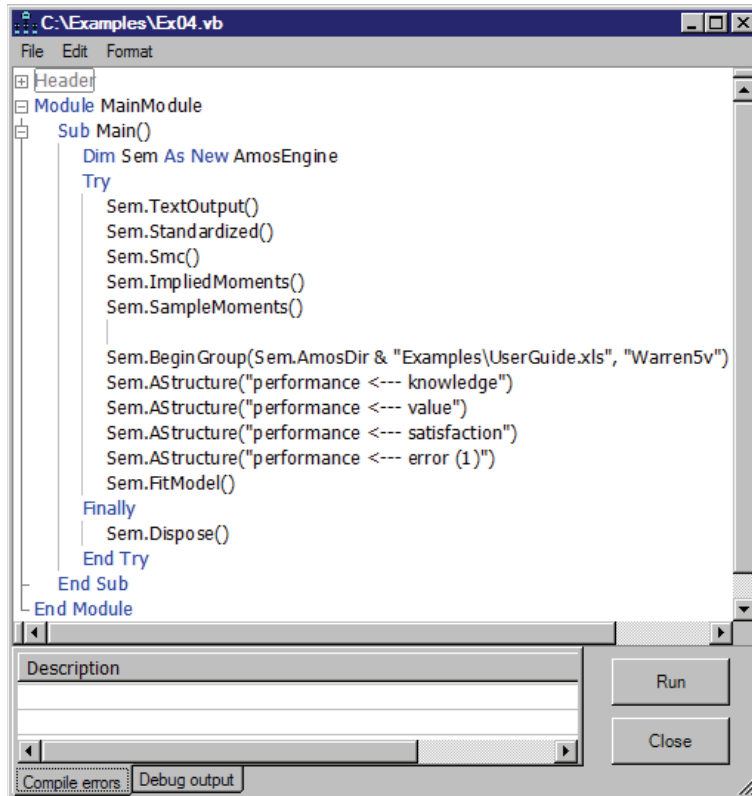 C:\Examples\Ex04.vb
File Edit Format
Header
Module MainModule
Sub Main()
Dim Sem As New AmosEngine
Try
Sem.TextOutput()
Sem.Standardized()
Sem.Smc()
Sem.ImpliedMoments()
Sem.SampleMoments()
Sem.BeginGroup(Sem.AmosDir & "Examples\UserGuide.xls", "Warren5v")
Sem.AStructure("performance <--- knowledge")
Sem.AStructure("performance <--- value")
Sem.AStructure("performance <--- satisfaction")
Sem.AStructure("performance <--- error (1)")
Sem.FitModel()
Finally
Sem.Dispose()
End Try
End Sub
End Module
Description
Run
Close
Compile errors Debug output